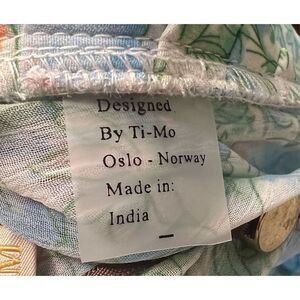 Designed
By Ti-Mo
Oslo - Norway
Made in:
India
M